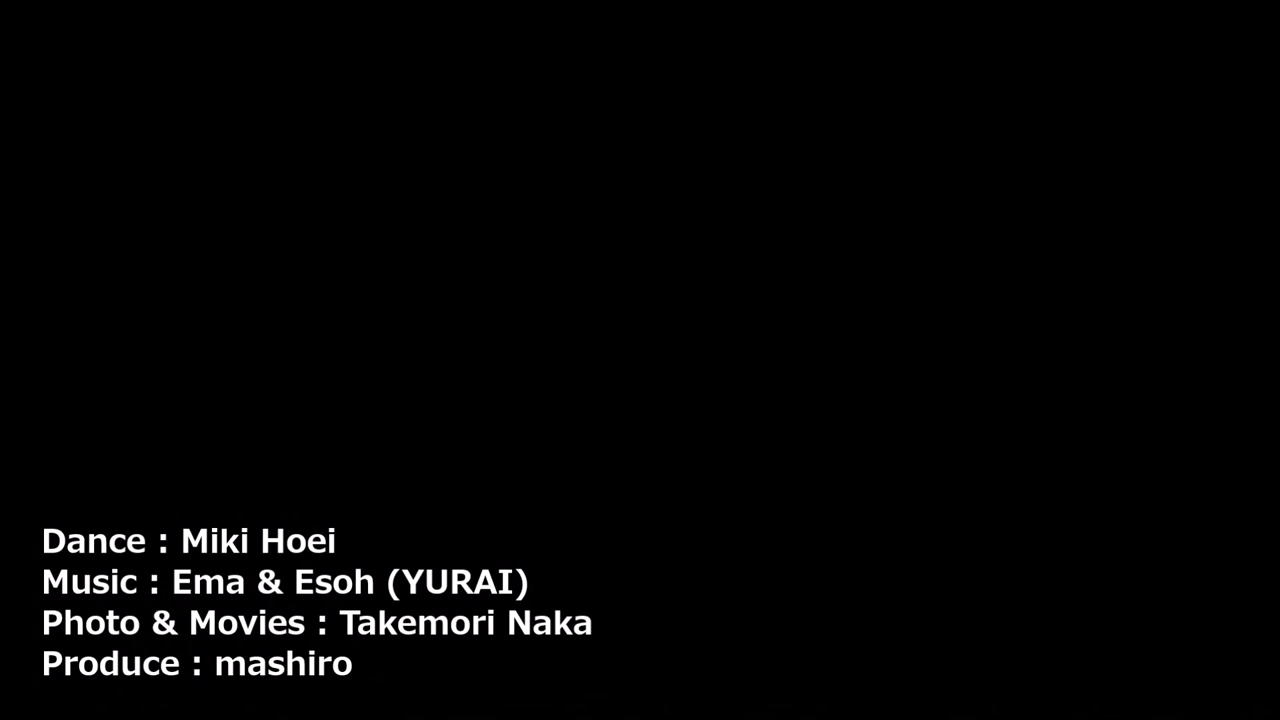 Dance : Miki Hoei
Music : Ema & Esoh (YURAI)
Photo & Movies : Takemori Naka
Produce : mashiro